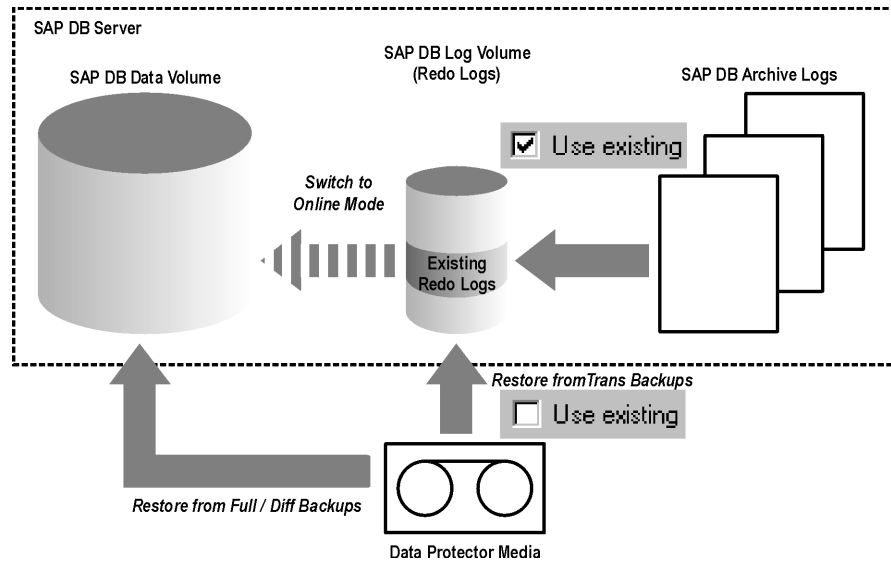 SAP DB Server
SAP DB Data Volume
SAP DB Log Volume
(Redo Logs)
SAP DB Archive Logs
Use existing
Switch to
Online Mode
Existing
Redo Logs
Restore fromTrans Backups
Use existing
Restore from Full / Diff Backups
Data Protector Media